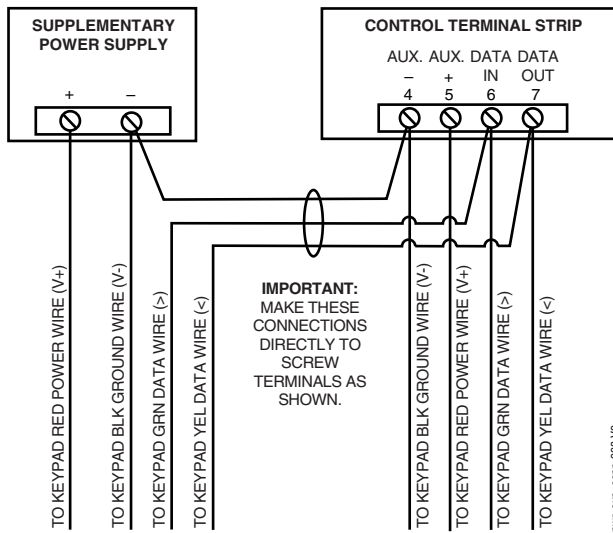 SUPPLEMENTARY
POWER SUPPLY
+ –
CONTROL TERMINAL STRIP
AUX. AUX. DATA DATA
– + IN OUT
4 5 6 7
IMPORTANT:
MAKE THESE
CONNECTIONS
DIRECTLY TO
SCREW
TERMINALS AS
SHOWN.
TO KEYPAD RED POWER WIRE (V+)
TO KEYPAD BLK GROUND WIRE (V-)
TO KEYPAD GRN DATA WIRE (>)
TO KEYPAD YEL DATA WIRE (<)
TO KEYPAD BLK GROUND WIRE (V-)
TO KEYPAD RED POWER WIRE (V+)
TO KEYPAD GRN DATA WIRE (>)
TO KEYPAD YEL DATA WIRE (<)